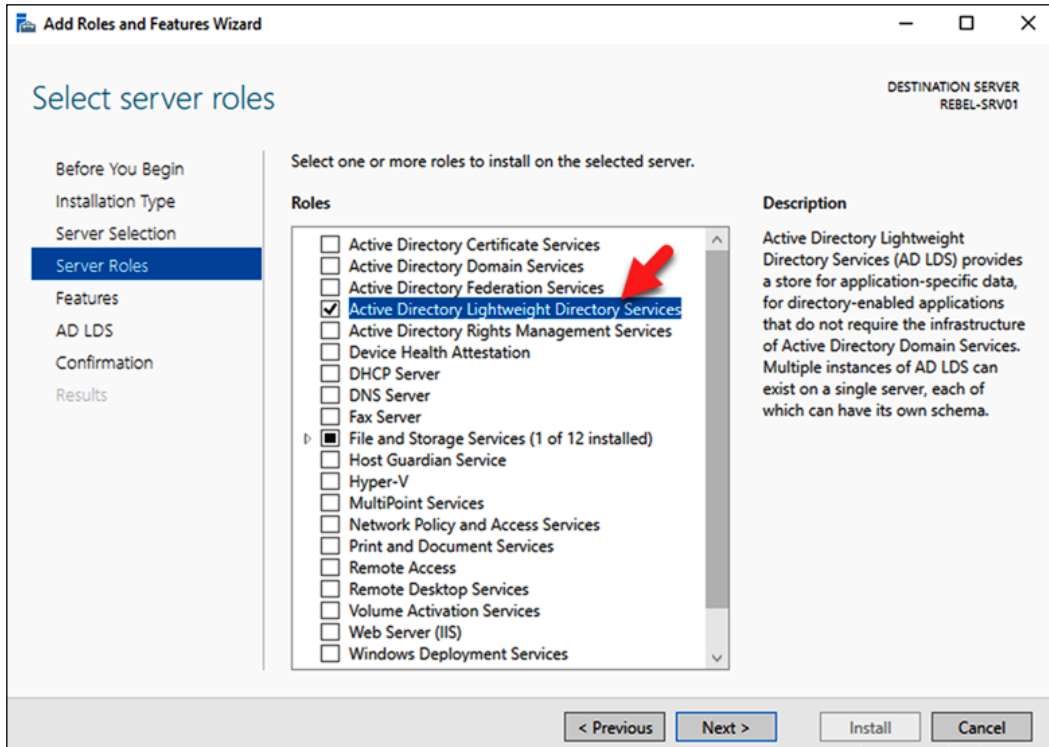 Add Roles and Features Wizard
Select server roles
DESTINATION SERVER
REBEL-SRV01
Before You Begin
Installation Type
Server Selection
Server Roles
Features
AD LDS
Confirmation
Results
Select one or more roles to install on the selected server.
Roles
Active Directory Certificate Services
Active Directory Domain Services
Active Directory Federation Services
Active Directory Lightweight Directory Services
Active Directory Rights Management Services
Device Health Attestation
DHCP Server
DNS Server
Fax Server
File and Storage Services (1 of 12 installed)
Host Guardian Service
Hyper-V
MultiPoint Services
Network Policy and Access Services
Print and Document Services
Remote Access
Remote Desktop Services
Volume Activation Services
Web Server (IIS)
Windows Deployment Services
Description
Active Directory Lightweight
Directory Services (AD LDS) provides
a store for application-specific data,
for directory-enabled applications
that do not require the infrastructure
of Active Directory Domain Services.
Multiple instances of AD LDS can
exist on a single server, each of
which can have its own schema.
< Previous
Next >
Install
Cancel